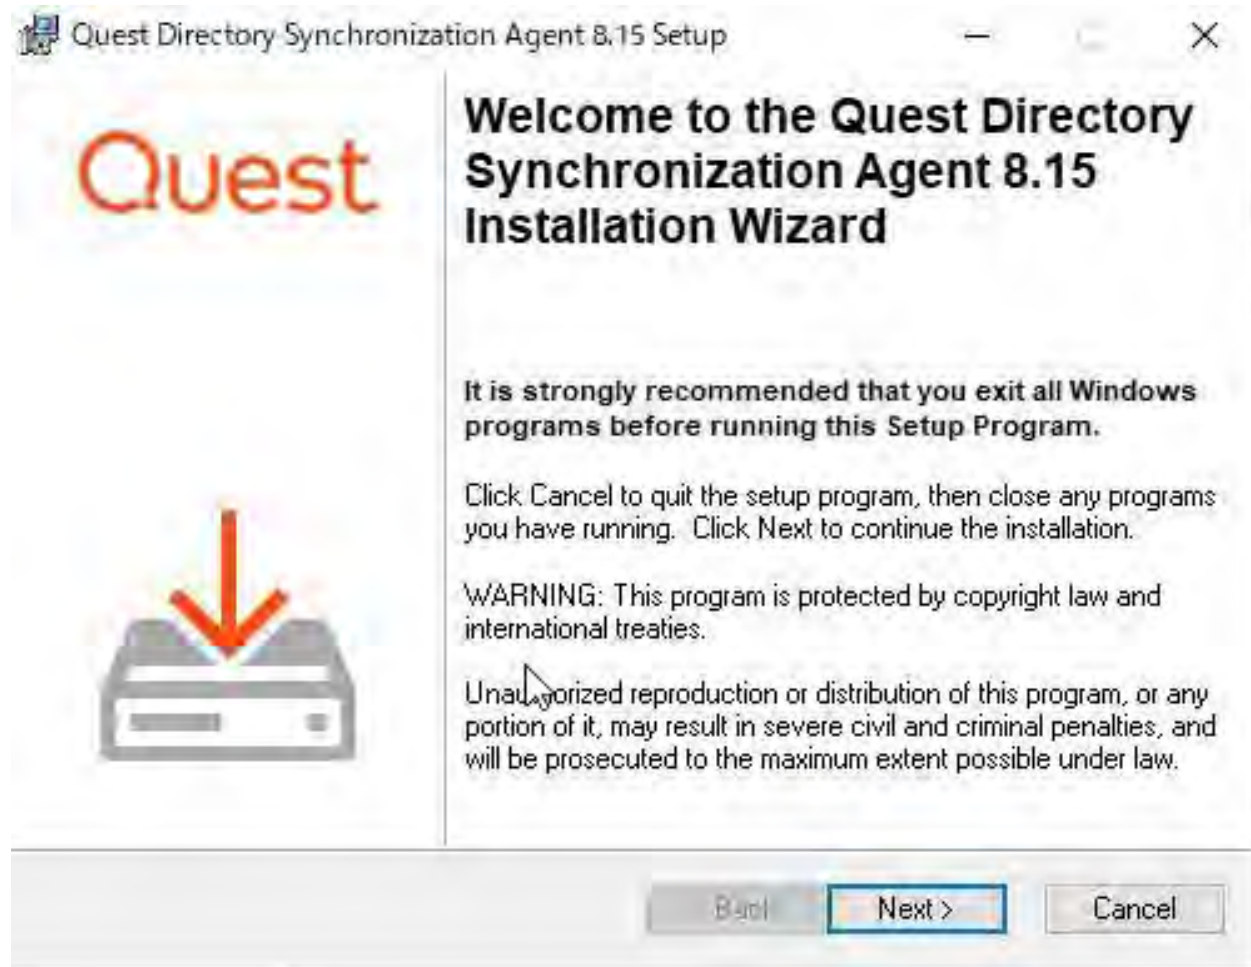 Quest Directory Synchronization Agent 8.15 Setup
Quest
Welcome to the Quest Directory
Synchronization Agent 8.15
Installation Wizard
It is strongly recommended that you exit all Windows
programs before running this Setup Program.
Click Cancel to quit the setup program, then close any programs
you have running. Click Next to continue the installation.
WARNING: This program is protected by copyright law and
international treaties.
Unauthorized reproduction or distribution of this program, or any
portion of it, may result in severe civil and criminal penalties, and
will be prosecuted to the maximum extent possible under law.
Back
Next >
Cancel